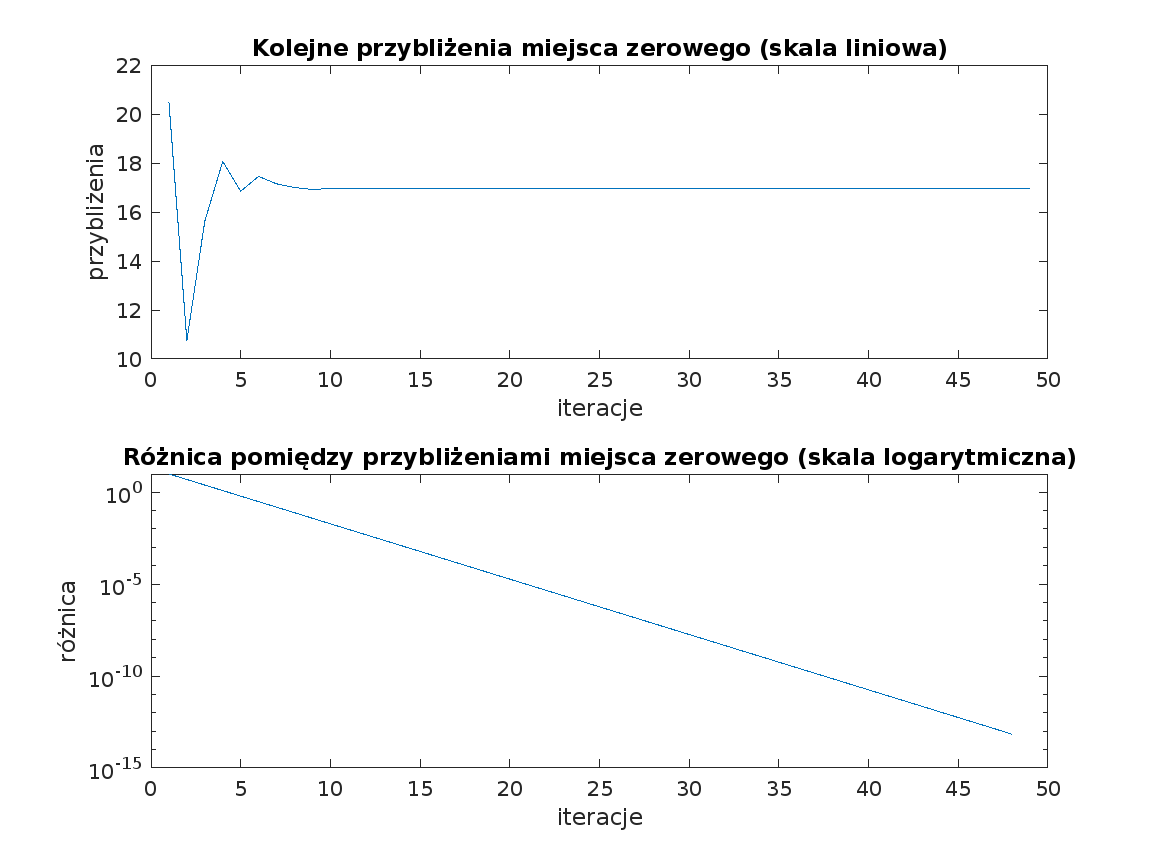 Kolejne przybliżenia miejsca zerowego (skala liniowa)
22
20
18
16
14
12
10
przybliżenia
0 5 10 15 20 25 30 35 40 45 50
iteracje
Różnica pomiędzy przybliżeniami miejsca zerowego (skala logarytmiczna)
10^0
10^-5
10^-10
10^-15
różnica
0 5 10 15 20 25 30 35 40 45 50
iteracje